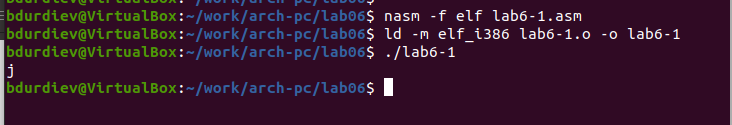 bdurdiev@VirtualBox:~/work/arch-pc/lab06$ nasm -f elf lab6-1.asm
bdurdiev@VirtualBox:~/work/arch-pc/lab06$ ld -m elf_i386 lab6-1.o -o lab6-1
bdurdiev@VirtualBox:~/work/arch-pc/lab06$ ./lab6-1
j
bdurdiev@VirtualBox:~/work/arch-pc/lab06$